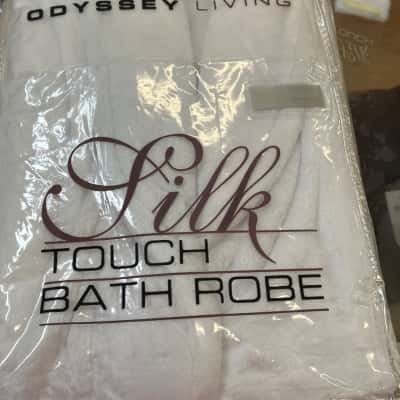 ODYSSEY LIVING
Silk
TOUCH
BATH ROBE